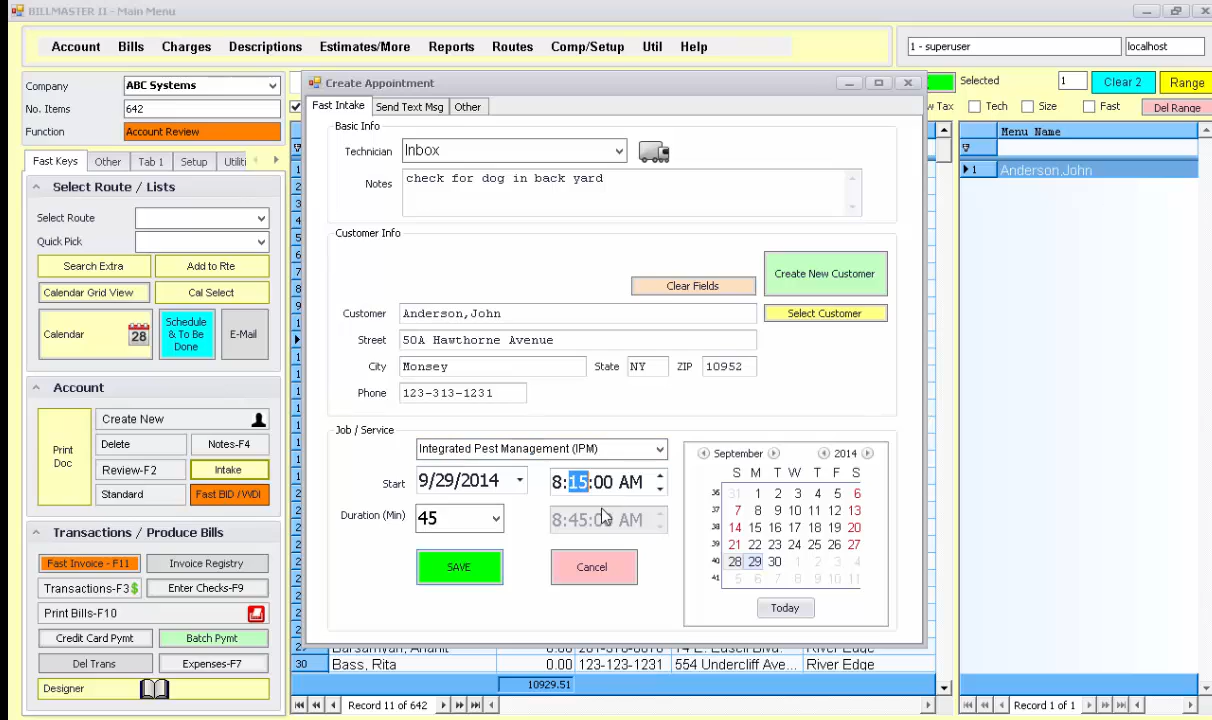 BILLMASTER II - Main Menu
Account Bills Charges Descriptions Estimates/More Reports Routes Comp/Setup Util Help
1 - superuser localhost
Company ABC Systems
No. Items 642
Function Account Review
Fast Keys Other Tab 1 Setup Utiliti
Select Route / Lists
Select Route
Quick Pick
Search Extra Add to Rte
Calendar Grid View Cal Select
Calendar 28
Schedule & To Be Done
E-Mail
Account
Print Doc
Create New
Delete Notes-F4
Review-F2 Intake
Standard Fast BID /WDI
Transactions / Produce Bills
Fast Invoice - F11 Invoice Registry
Transactions-F3$ Enter Checks-F9
Print Bills-F10
Credit Card Pymt Batch Pymt
Del Trans Expenses-F7
Designer
Create Appointment
Fast Intake Send Text Msg Other
Basic Info
Technician Inbox
Notes check for dog in back yard
Customer Info
Create New Customer
Clear Fields
Customer Anderson,John Select Customer
Street 50A Hawthorne Avenue
City Monsey State NY ZIP 10952
Phone 123-313-1231
Job / Service
Integrated Pest Management (IPM)
Start 9/29/2014 8:15:00 AM
Duration (Min) 45 8:45:00 AM
SAVE Cancel
September 2014
S M T W T F S
36 31 1 2 3 4 5 6
37 7 8 9 10 11 12 13
38 14 15 16 17 18 19 20
39 21 22 23 24 25 26 27
40 28 29 30 1 2 3 4
41 5 6 7 8 9 10 11
Today
30 Bass, Rita 0.00 123-123-1231 554 Undercliff Ave... River Edge
10929.51
Record 11 of 642
Selected 1 Clear 2 Range
w Tax Tech Size Fast Del Range
Menu Name
1 Anderson,John
Record 1 of 1